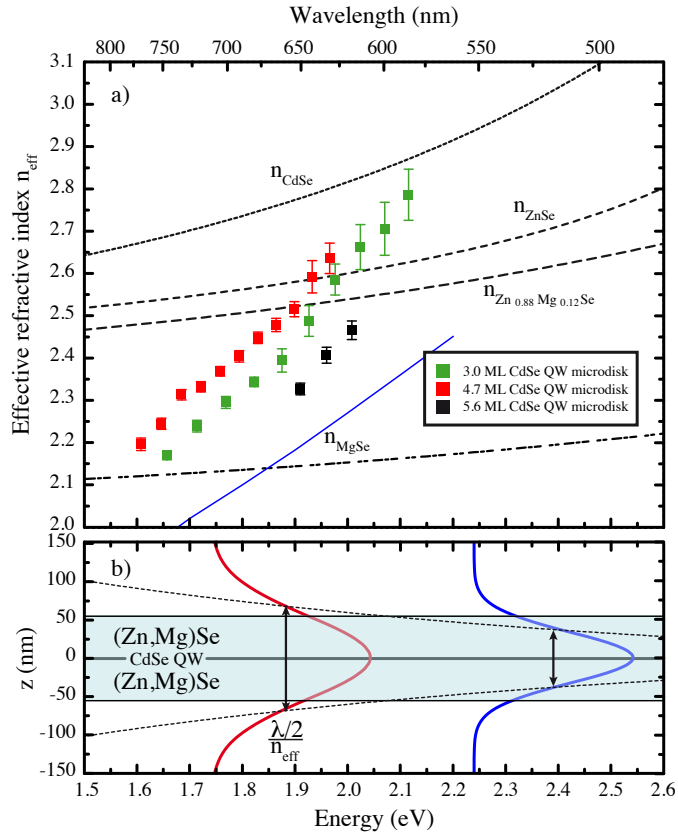 Wavelength (nm)
800 750 700 650 600 550 500
a)
3.1
3.0
2.9
2.8
2.7
2.6
2.5
2.4
2.3
2.2
2.1
2.0
Effective refractive index n_eff
n_CdSe
n_ZnSe
n_Zn 0.88 Mg 0.12 Se
3.0 ML CdSe QW microdisk
4.7 ML CdSe QW microdisk
5.6 ML CdSe QW microdisk
n_MgSe
b)
150
100
50
0
-50
-100
-150
z (nm)
(Zn,Mg)Se
CdSe QW
(Zn,Mg)Se
λ/2
n_eff
1.5 1.6 1.7 1.8 1.9 2.0 2.1 2.2 2.3 2.4 2.5 2.6
Energy (eV)